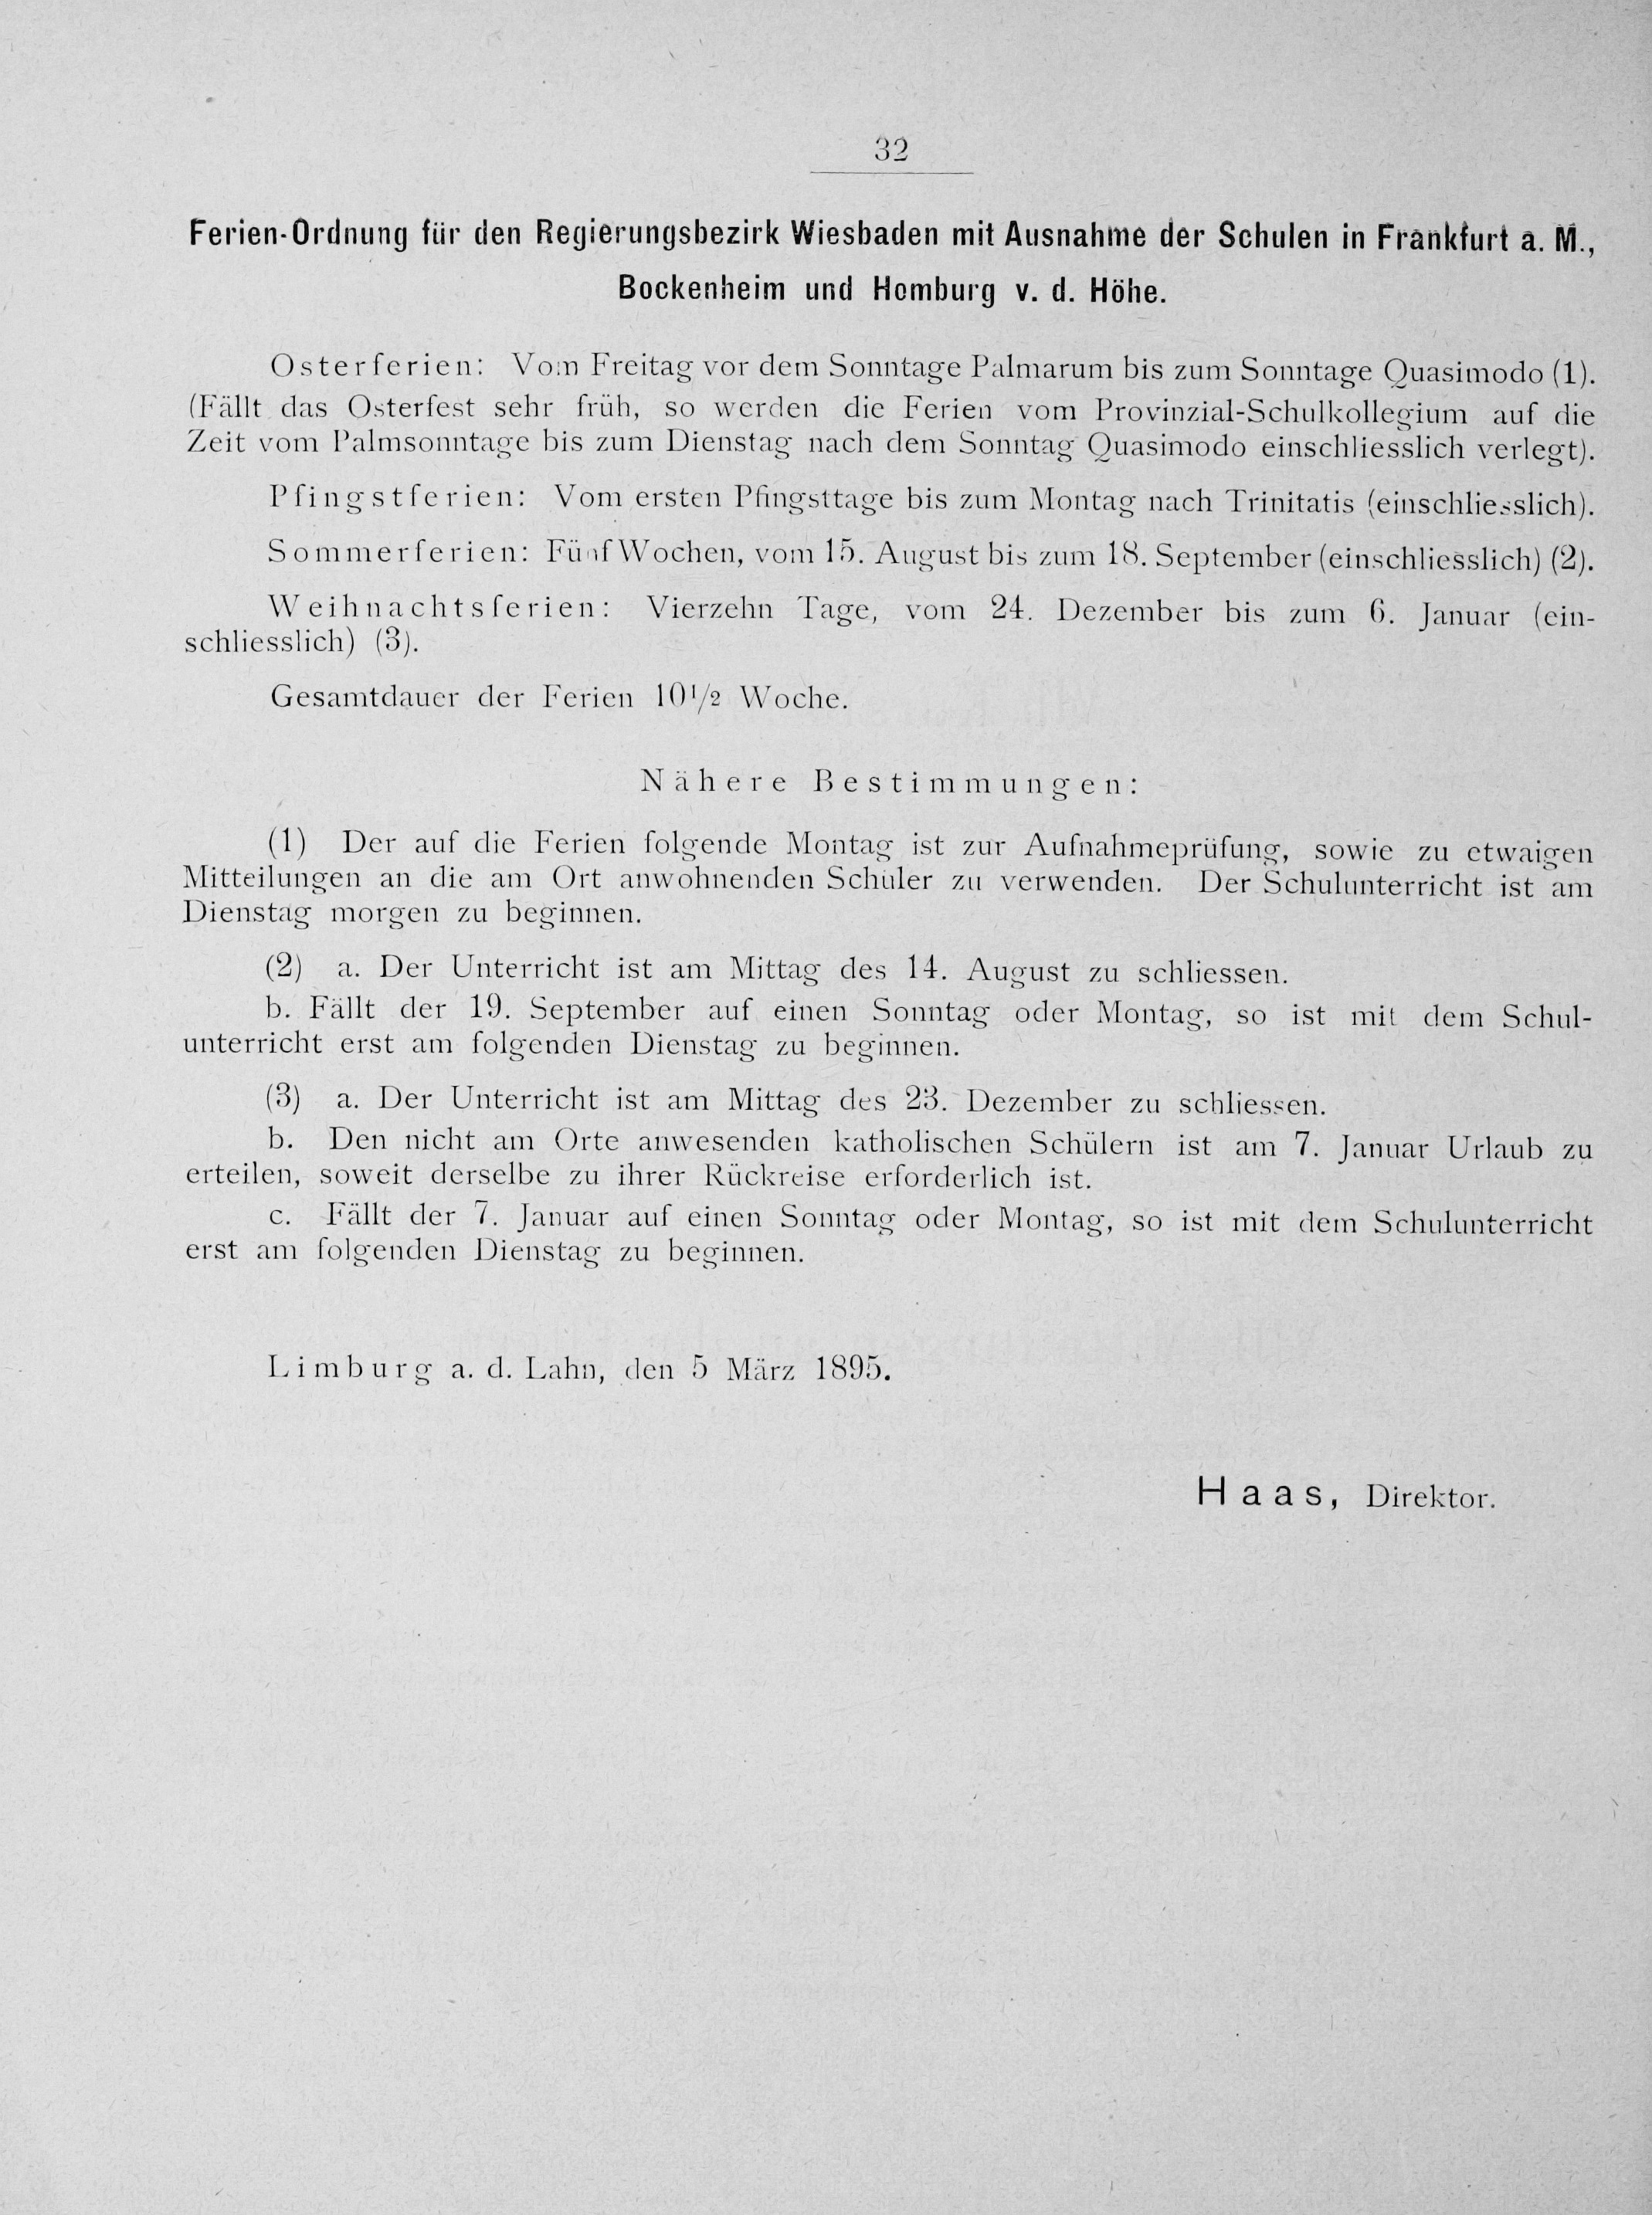 32
Ferien-Ordnung für den Regierungsbezirk Wiesbaden mit Ausnahme der Schulen in Frankfurt a. M.,
Bockenheim und Homburg v. d. Höhe.
Osterferien: Vom Freitag vor dem Sonntage Palmarum bis zum Sonntage Quasimodo (1).
(Fällt das Osterfest sehr früh, so werden die Ferien vom Provinzial-Schulkollegium auf die
Zeit vom Palmsonntage bis zum Dienstag nach dem Sonntag Quasimodo einschliesslich verlegt).
Pfingstferien: Vom ersten Pfingsttage bis zum Montag nach Trinitatis (einschliesslich).
Sommerferien: Fünf Wochen, vom 15. August bis zum 18. September (einschliesslich) (2).
Weihnachtsferien: Vierzehn Tage, vom 24. Dezember bis zum 6. Januar (ein-
schliesslich) (3).
Gesamtdauer der Ferien 10¹/₂ Woche.
Nähere Bestimmungen:
(1) Der auf die Ferien folgende Montag ist zur Aufnahmeprüfung, sowie zu etwaigen
Mitteilungen an die am Ort anwohnenden Schüler zu verwenden. Der Schulunterricht ist am
Dienstag morgen zu beginnen.
(2) a. Der Unterricht ist am Mittag des 14. August zu schliessen.
b. Fällt der 19. September auf einen Sonntag oder Montag, so ist mit dem Schul-
unterricht erst am folgenden Dienstag zu beginnen.
(3) a. Der Unterricht ist am Mittag des 23. Dezember zu schliessen.
b. Den nicht am Orte anwesenden katholischen Schülern ist am 7. Januar Urlaub zu
erteilen, soweit derselbe zu ihrer Rückreise erforderlich ist.
c. Fällt der 7. Januar auf einen Sonntag oder Montag, so ist mit dem Schulunterricht
erst am folgenden Dienstag zu beginnen.
Limburg a. d. Lahn, den 5 März 1895.
Haas, Direktor.